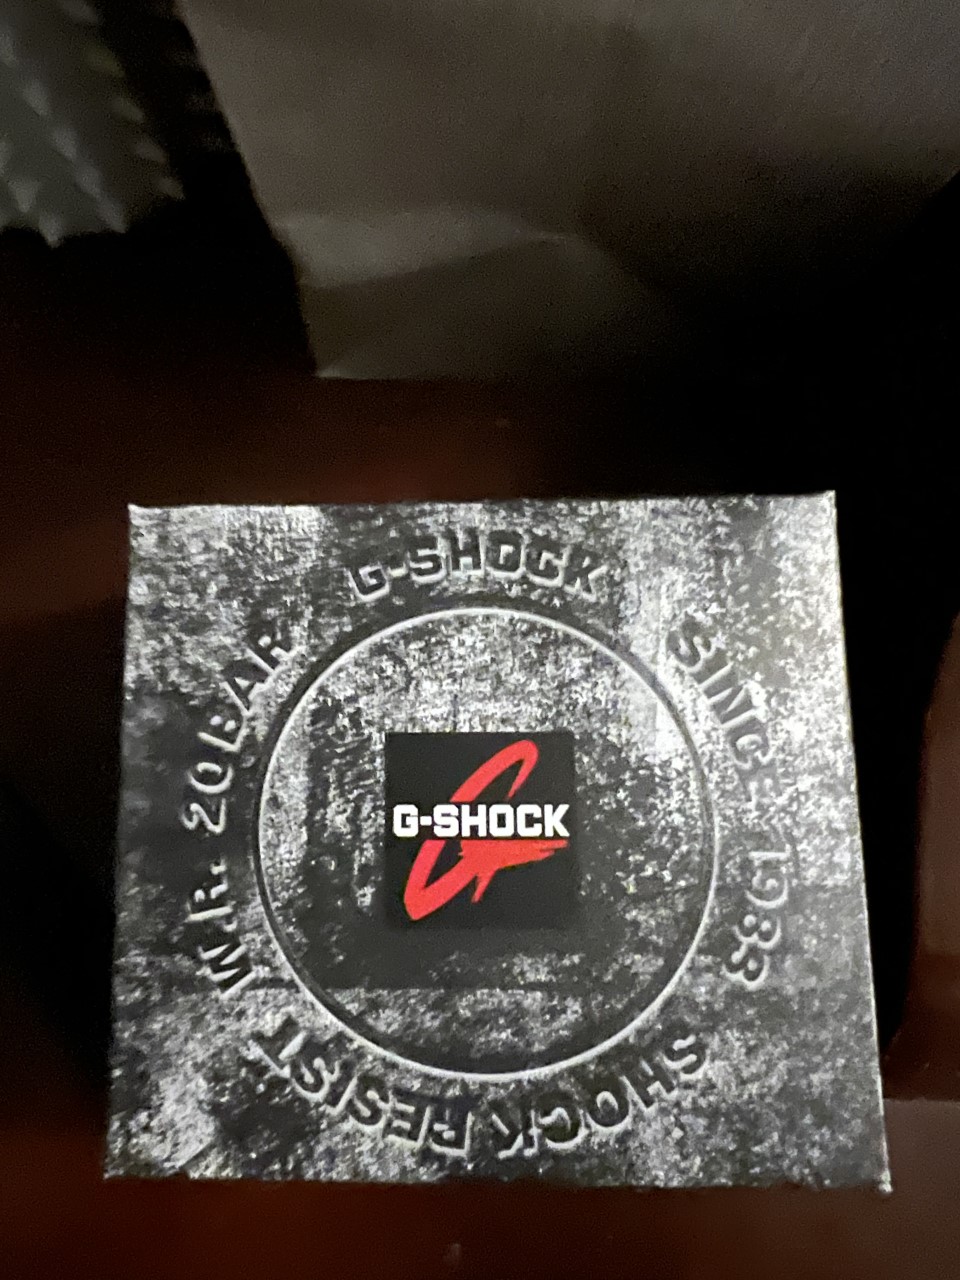 G-SHOCK
SINCE 1983
SHOCK RESIST
W.R. 20BAR
G-SHOCK